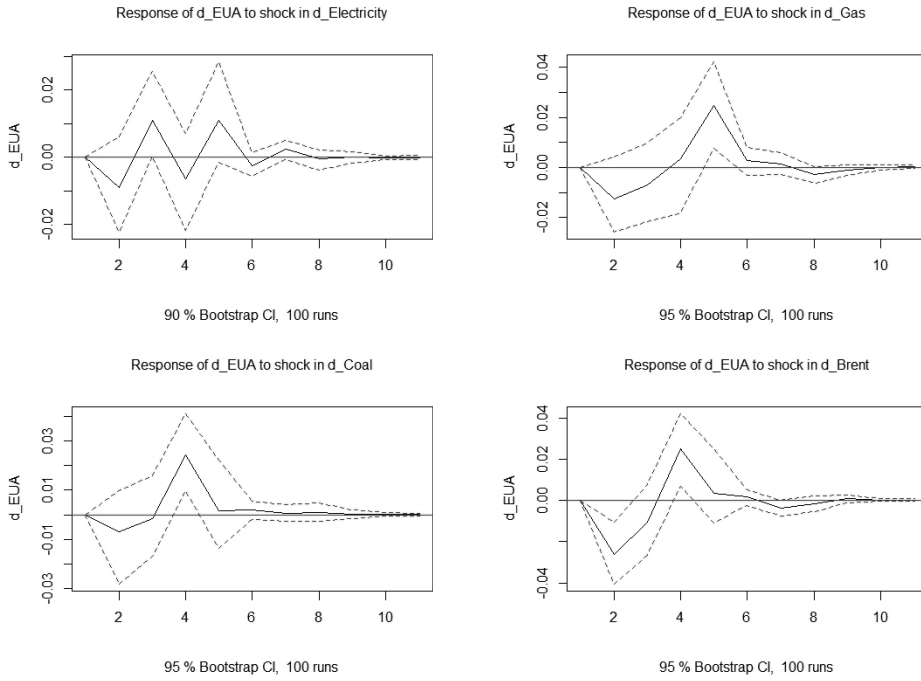 Response of d_EUA to shock in d_Electricity
d_EUA
0.02
0.00
-0.02
2 4 6 8 10
90 % Bootstrap CI, 100 runs
Response of d_EUA to shock in d_Gas
d_EUA
0.04
0.02
0.00
-0.02
2 4 6 8 10
95 % Bootstrap CI, 100 runs
Response of d_EUA to shock in d_Coal
d_EUA
0.03
0.01
-0.01
-0.03
2 4 6 8 10
95 % Bootstrap CI, 100 runs
Response of d_EUA to shock in d_Brent
d_EUA
0.04
0.02
0.00
-0.04
2 4 6 8 10
95 % Bootstrap CI, 100 runs